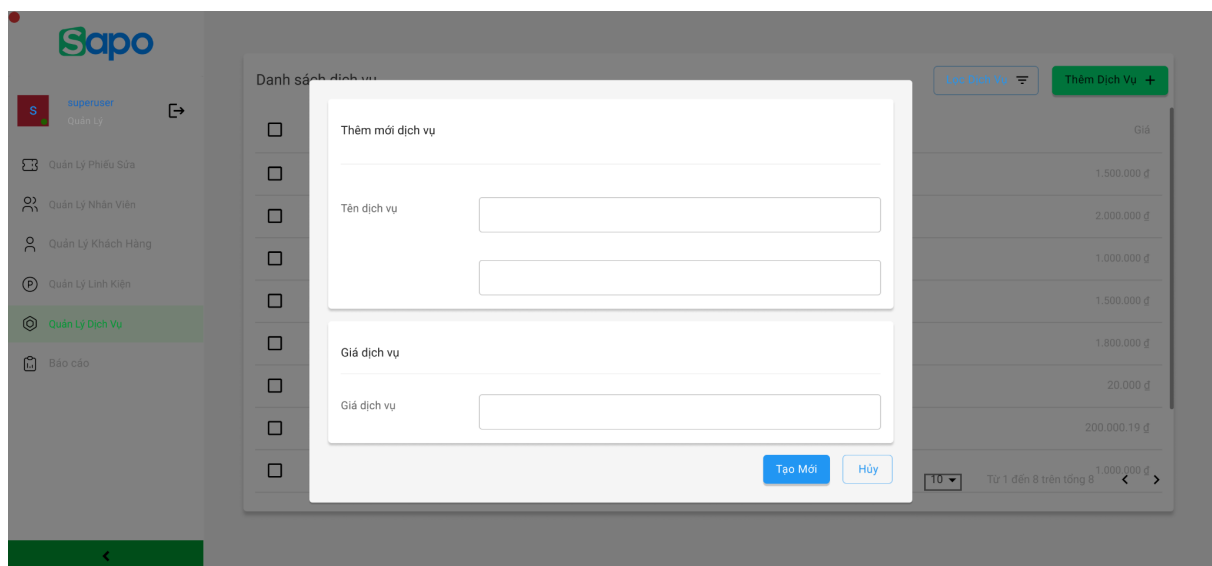 Sapo
Danh sách dịch vụ
Thêm Dịch Vụ +
S
superuser
Quản Lý
Thêm mới dịch vụ
Giá
Quản Lý Phiếu Sửa
1.500.000 ₫
Quản Lý Nhân Viên
Tên dịch vụ
2.000.000 ₫
Quản Lý Khách Hàng
1.000.000 ₫
Quản Lý Linh Kiện
1.500.000 ₫
Quản Lý Dịch Vụ
1.800.000 ₫
Giá dịch vụ
Báo cáo
20.000 ₫
Giá dịch vụ
200.000.19 ₫
Tạo Mới
Hủy
1.000.000 ₫
10
Từ 1 đến 8 trên tổng 8